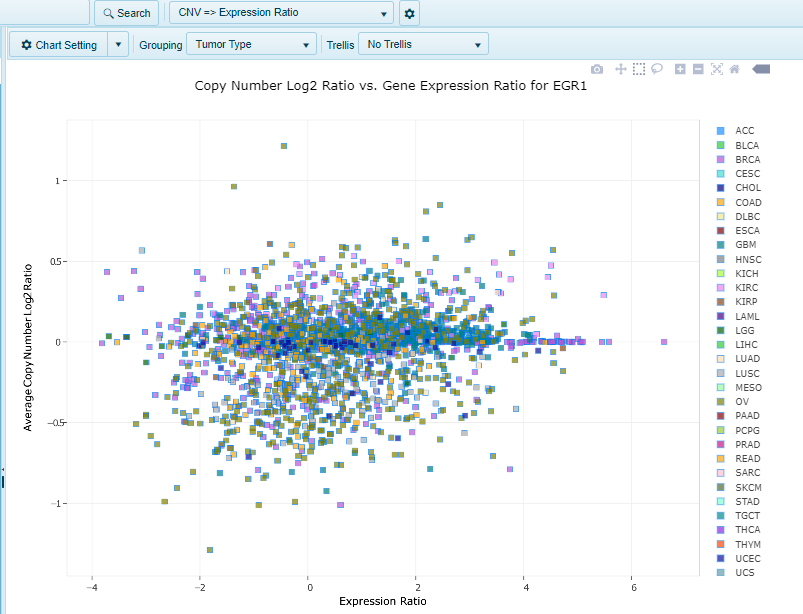 Search
CNV => Expression Ratio
Chart Setting
Grouping
Tumor Type
Trellis
No Trellis
Copy Number Log2 Ratio vs. Gene Expression Ratio for EGR1
Average Copy Number Log2 Ratio
1
0.5
0
−0.5
−1
−4
−2
0
2
4
6
Expression Ratio
ACC
BLCA
BRCA
CESC
CHOL
COAD
DLBC
ESCA
GBM
HNSC
KICH
KIRC
KIRP
LAML
LGG
LIHC
LUAD
LUSC
MESO
OV
PAAD
PCPG
PRAD
READ
SARC
SKCM
STAD
TGCT
THCA
THYM
UCEC
UCS